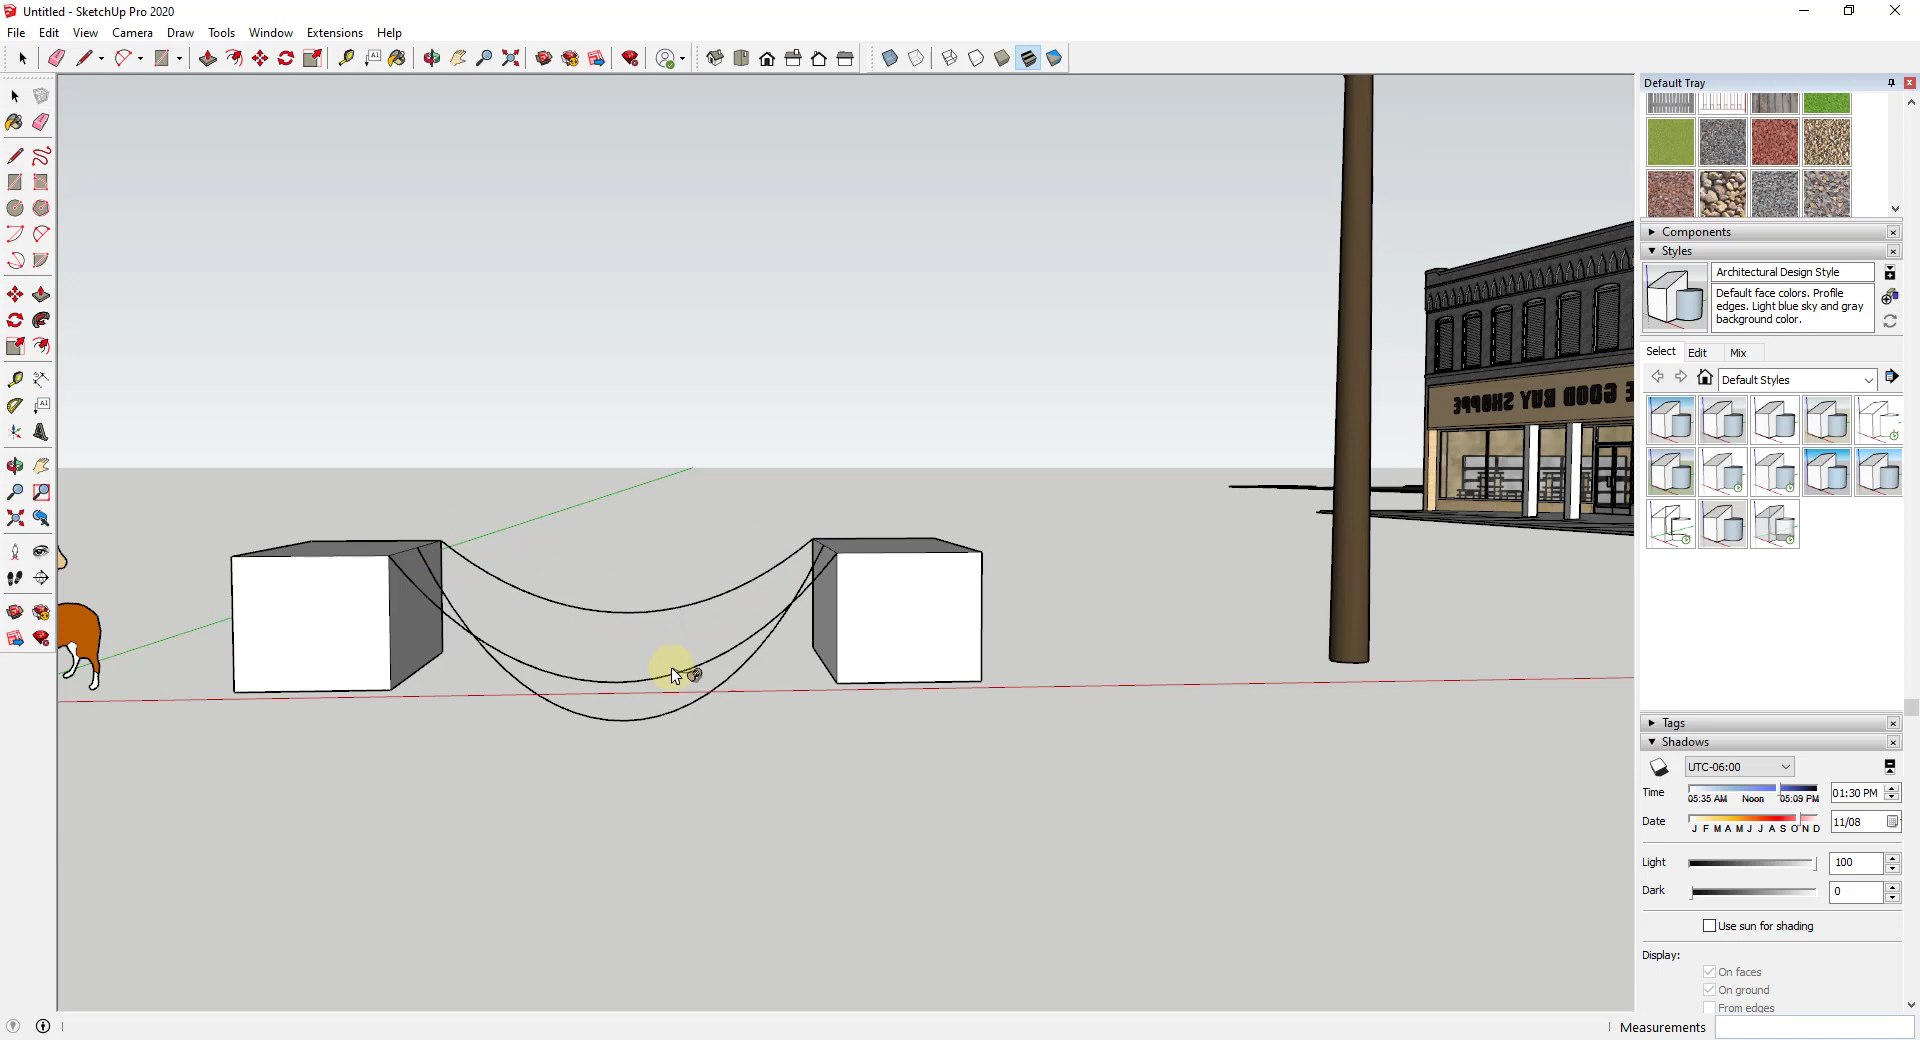 Untitled - SketchUp Pro 2020
File Edit View Camera Draw Tools Window Extensions Help
Default Tray
Components
Styles
Architectural Design Style
Default face colors. Profile
edges. Light blue sky and gray
background color.
Select Edit Mix
Default Styles
E GOOD BUY SHOPPE
Tags
Shadows
UTC-06:00
Time
05:35 AM Noon 05:09 PM
01:30 PM
Date
J F M A M J J A S O N D
11/08
Light
100
Dark
0
Use sun for shading
Display:
On faces
On ground
From edges
Measurements